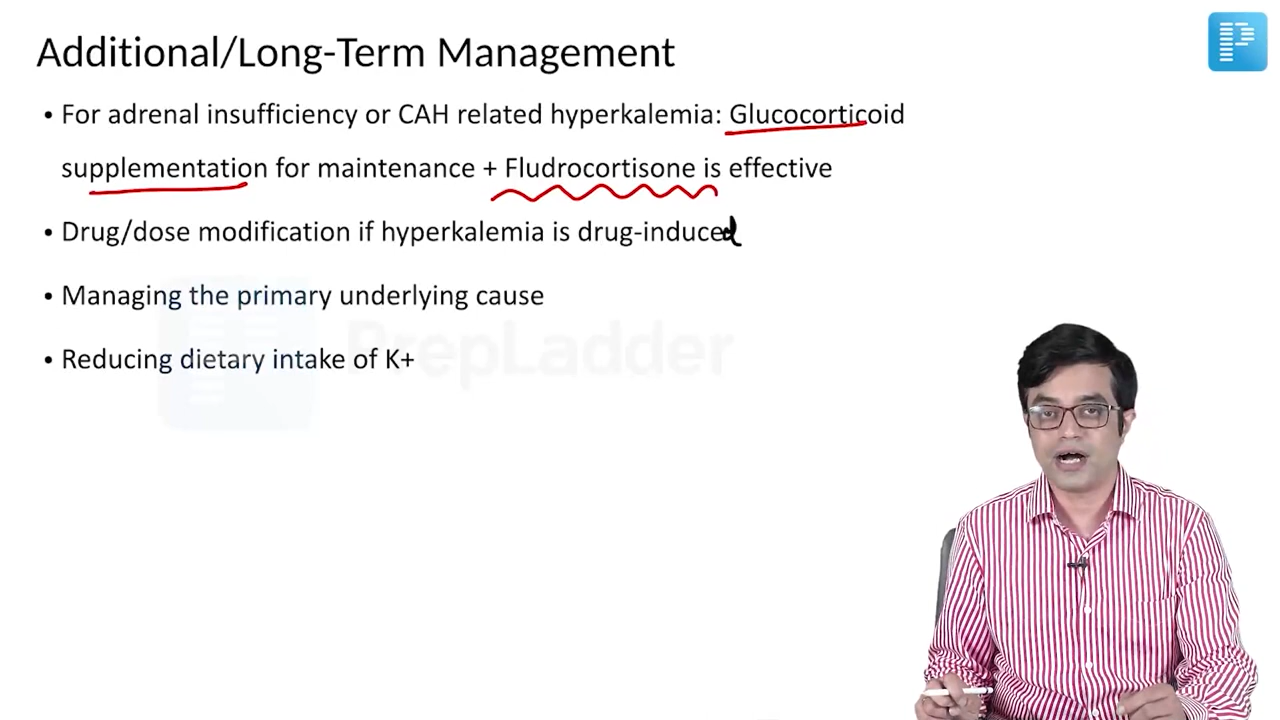 Additional/Long-Term Management
• For adrenal insufficiency or CAH related hyperkalemia: Glucocorticoid
supplementation for maintenance + Fludrocortisone is effective
• Drug/dose modification if hyperkalemia is drug-induced
• Managing the primary underlying cause
• Reducing dietary intake of K+
PrepLadder